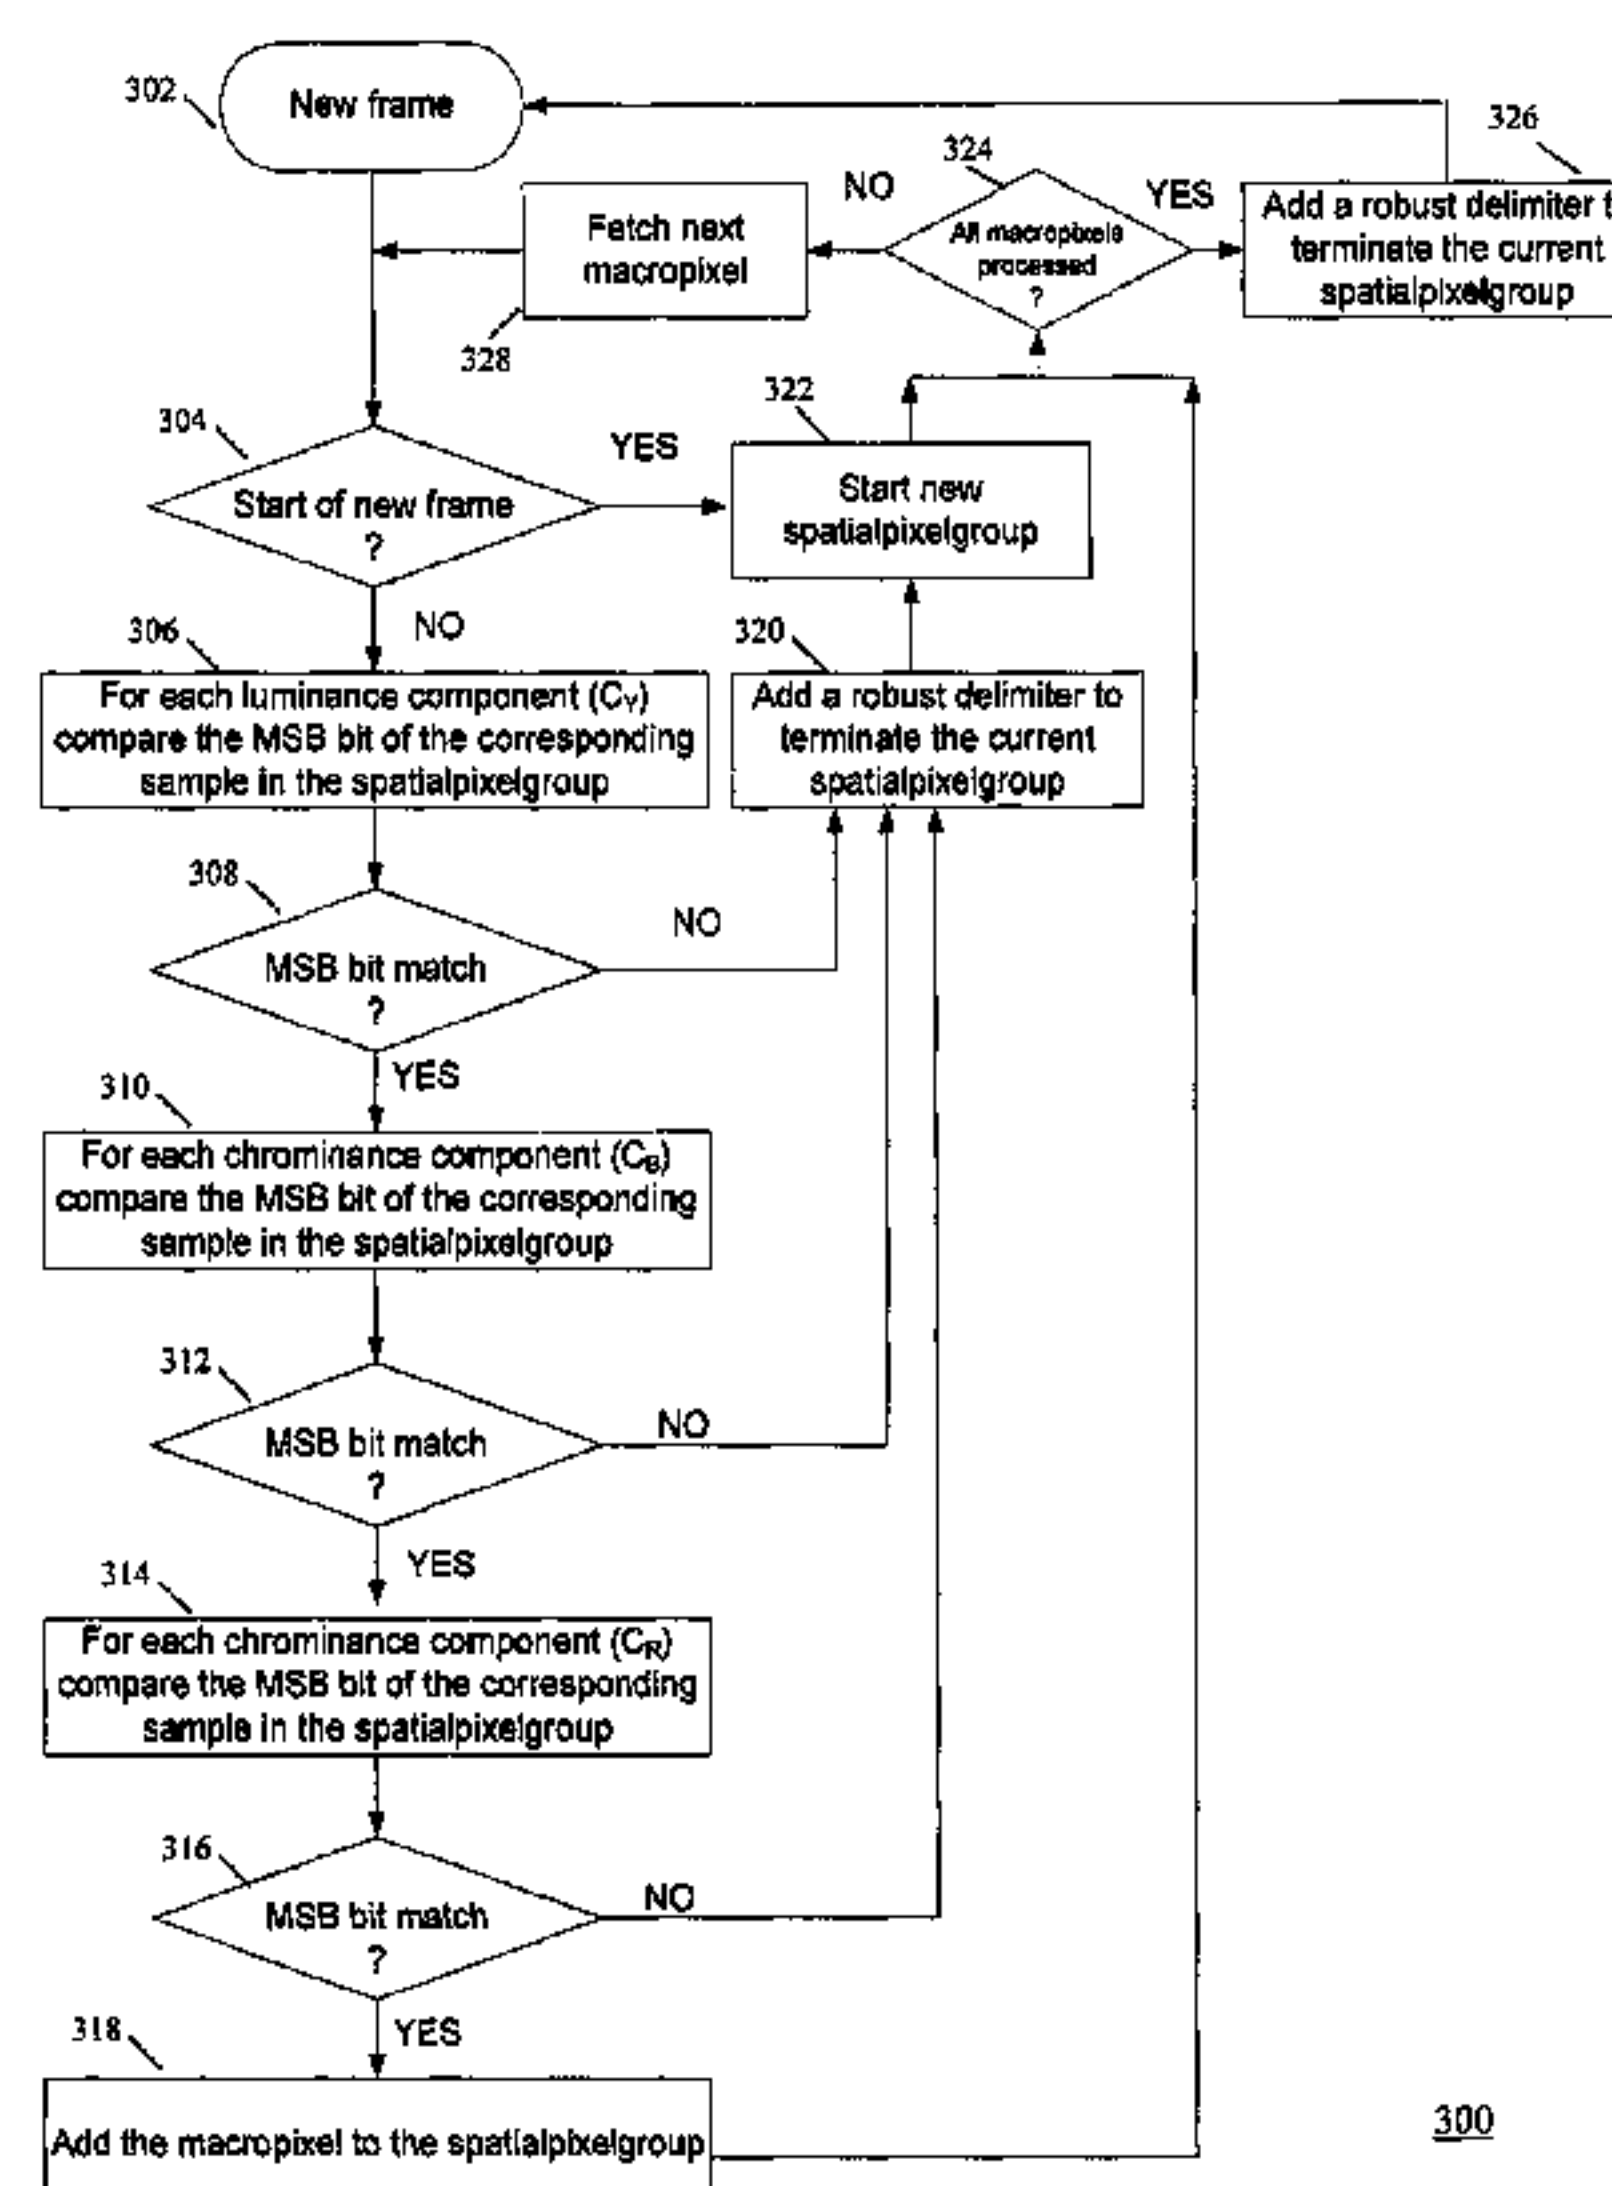 302
New frame
326
324
NO
YES
Fetch next
macropixel
All macropixels
processed
?
Add a robust delimiter t
terminate the current
spatialpixelgroup
328
322
304
YES
Start of new frame
?
Start new
spatialpixelgroup
NO
306
320
For each luminance component (CY)
compare the MSB bit of the corresponding
sample in the spatialpixelgroup
Add a robust delimiter to
terminate the current
spatialpixelgroup
308
NO
MSB bit match
?
YES
310
For each chrominance component (CB)
compare the MSB bit of the corresponding
sample in the spatialpixelgroup
312
NO
MSB bit match
?
YES
314
For each chrominance component (CR)
compare the MSB bit of the corresponding
sample in the spatialpixelgroup
316
NO
MSB bit match
?
YES
318
Add the macropixel to the spatialpixelgroup
300